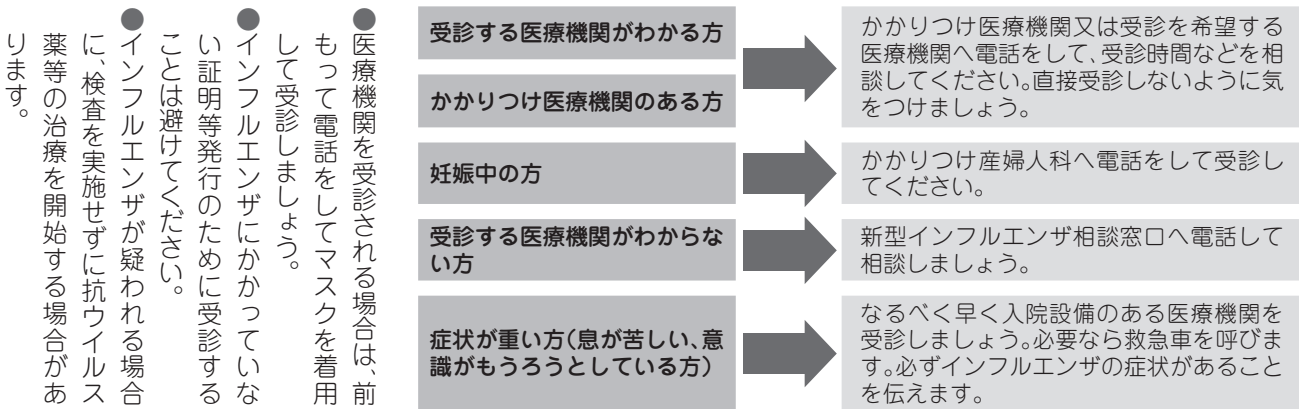 ●医療機関を受診される場合は、前
もって電話をしてマスクを着用
して受診しましょう。
●インフルエンザにかかっていな
い証明等発行のために受診する
ことは避けてください。
●インフルエンザが疑われる場合
に、検査を実施せずに抗ウイルス
薬等の治療を開始する場合があ
ります。
受診する医療機関がわかる方
かかりつけ医療機関のある方
かかりつけ医療機関又は受診を希望する
医療機関へ電話をして、受診時間などを相
談してください。直接受診しないように気
をつけましょう。
妊娠中の方
かかりつけ産婦人科へ電話をして受診し
てください。
受診する医療機関がわからな
い方
新型インフルエンザ相談窓口へ電話して
相談しましょう。
症状が重い方（息が苦しい、意
識がもうろうとしている方）
なるべく早く入院設備のある医療機関を
受診しましょう。必要なら救急車を呼びま
す。必ずインフルエンザの症状があること
を伝えます。